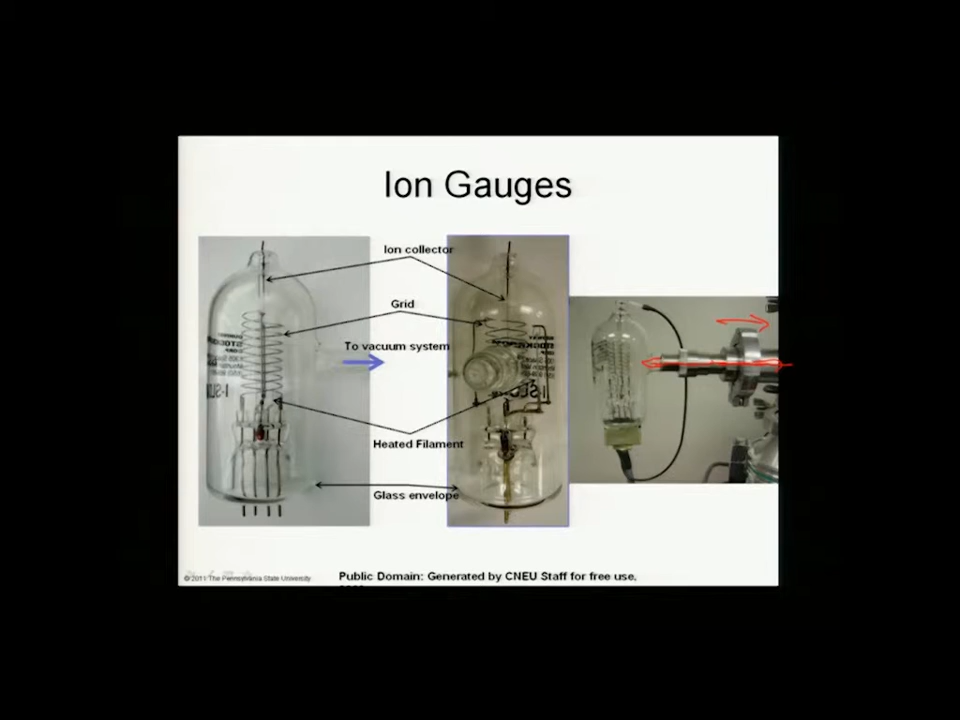 Ion Gauges
Ion collector
Grid
To vacuum system
Heated Filament
Glass envelope
© 2011 The Pennsylvania State University
Public Domain: Generated by CNEU Staff for free use.